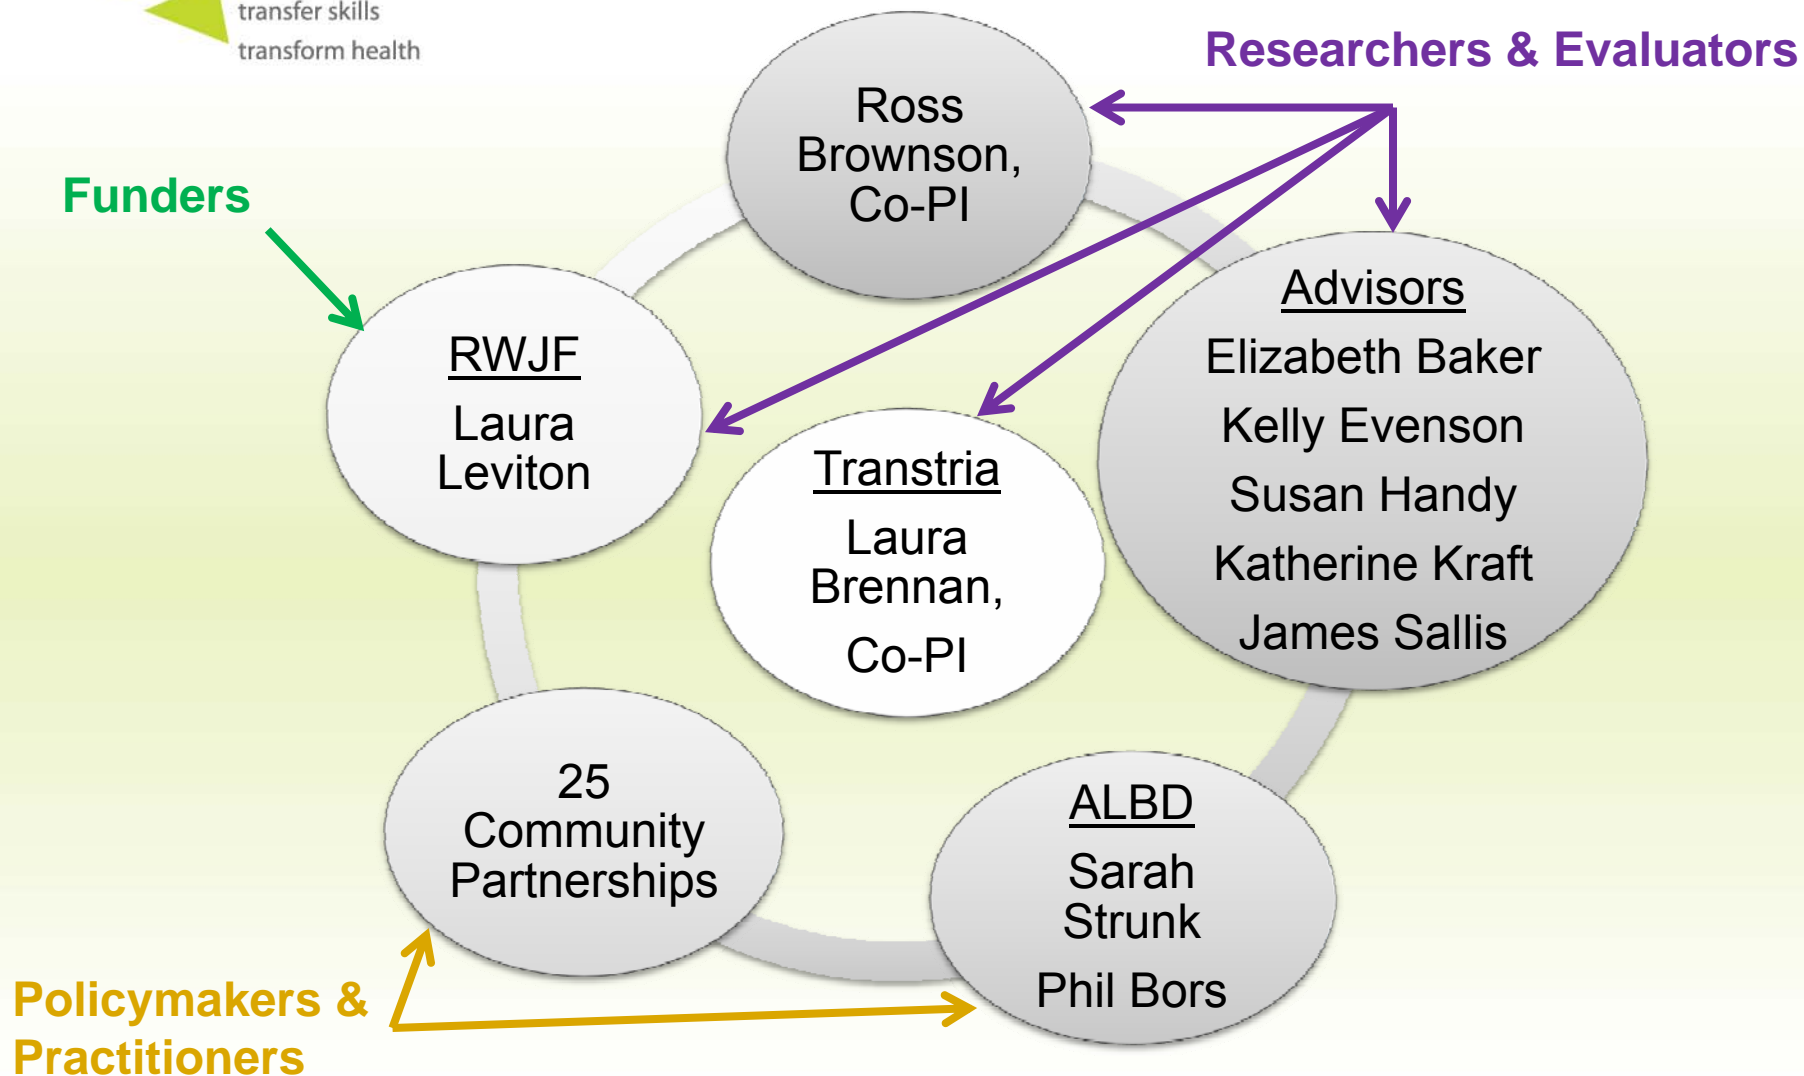 transfer skills
transform health
Researchers & Evaluators
Ross
Brownson,
Co-PI
Funders
RWJF
Laura
Leviton
Advisors
Elizabeth Baker
Kelly Evenson
Susan Handy
Katherine Kraft
James Sallis
Transtria
Laura
Brennan,
Co-PI
25
Community
Partnerships
ALBD
Sarah
Strunk
Phil Bors
Policymakers &
Practitioners